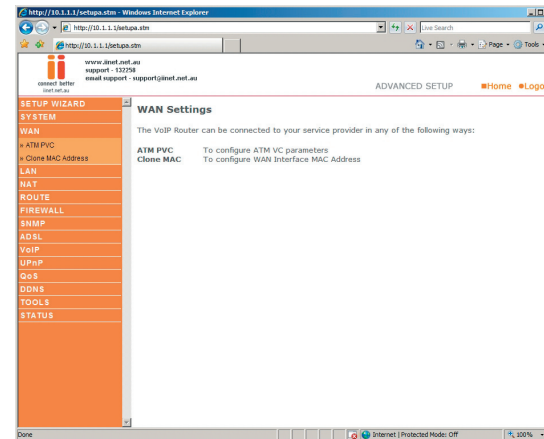 http://10.1.1.1/setupa.stm - Windows Internet Explorer
http://10.1.1.1/setupa.stm
Live Search
http://10.1.1.1/setupa.stm
Page
Tools
www.iinet.net.au
support - 132258
email support - support@iinet.net.au
connect better
iinet.net.au
ADVANCED SETUP
Home
Logo
SETUP WIZARD
SYSTEM
WAN
» ATM PVC
» Clone MAC Address
LAN
NAT
ROUTE
FIREWALL
SNMP
ADSL
VoIP
UPnP
QoS
DDNS
TOOLS
STATUS
WAN Settings
The VoIP Router can be connected to your service provider in any of the following ways:
ATM PVC To configure ATM VC parameters
Clone MAC To configure WAN Interface MAC Address
Done
Internet | Protected Mode: Off
100%